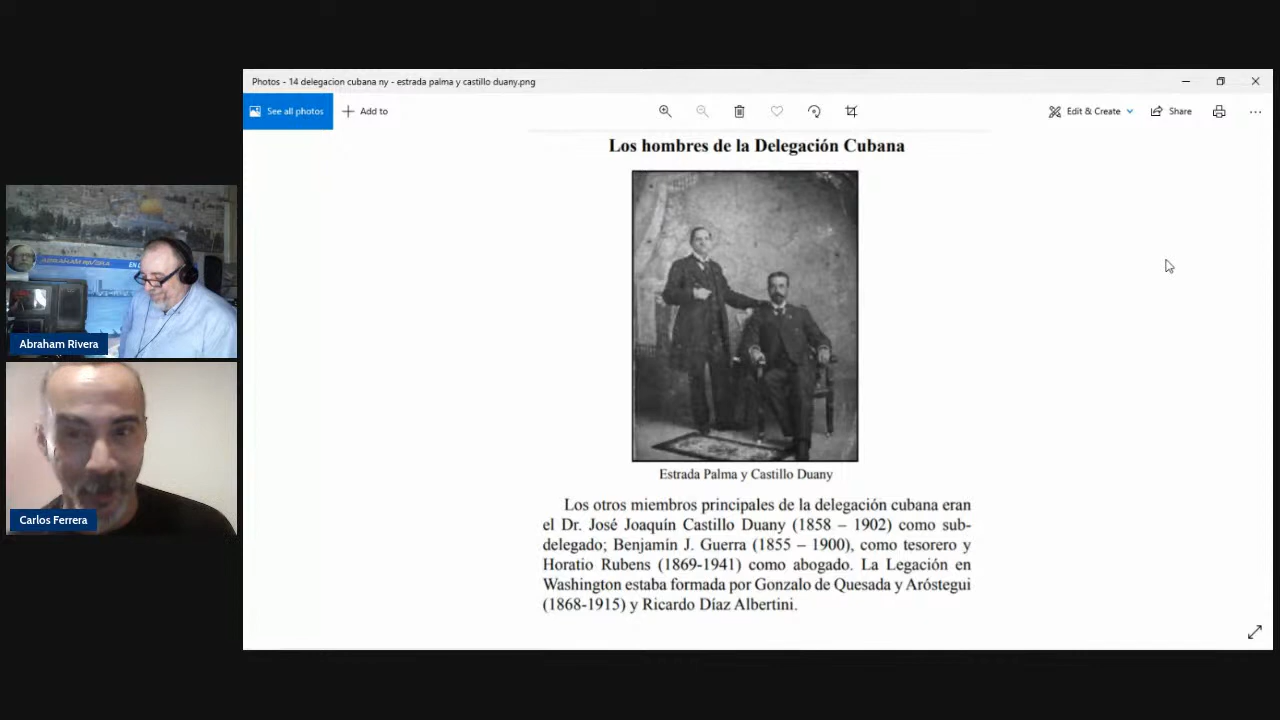 Photos - 14 delegacion cubana ny - estrada palma y castillo duany.png
See all photos
Add to
Edit & Create
Share
Los hombres de la Delegación Cubana
Estrada Palma y Castillo Duany
Los otros miembros principales de la delegación cubana eran
el Dr. José Joaquín Castillo Duany (1858 – 1902) como sub-
delegado; Benjamín J. Guerra (1855 – 1900), como tesorero y
Horatio Rubens (1869-1941) como abogado. La Legación en
Washington estaba formada por Gonzalo de Quesada y Aróstegui
(1868-1915) y Ricardo Díaz Albertini.
EN
Abraham Rivera
Carlos Ferrera